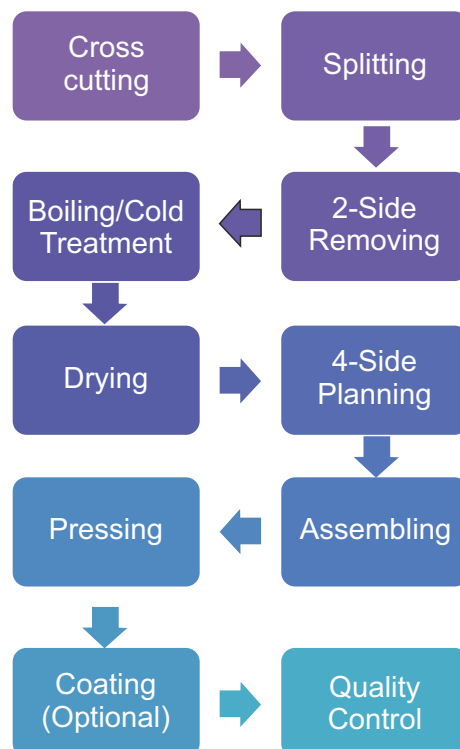 Cross
cutting
Splitting
2-Side
Removing
Boiling/Cold
Treatment
Drying
4-Side
Planning
Assembling
Pressing
Coating
(Optional)
Quality
Control